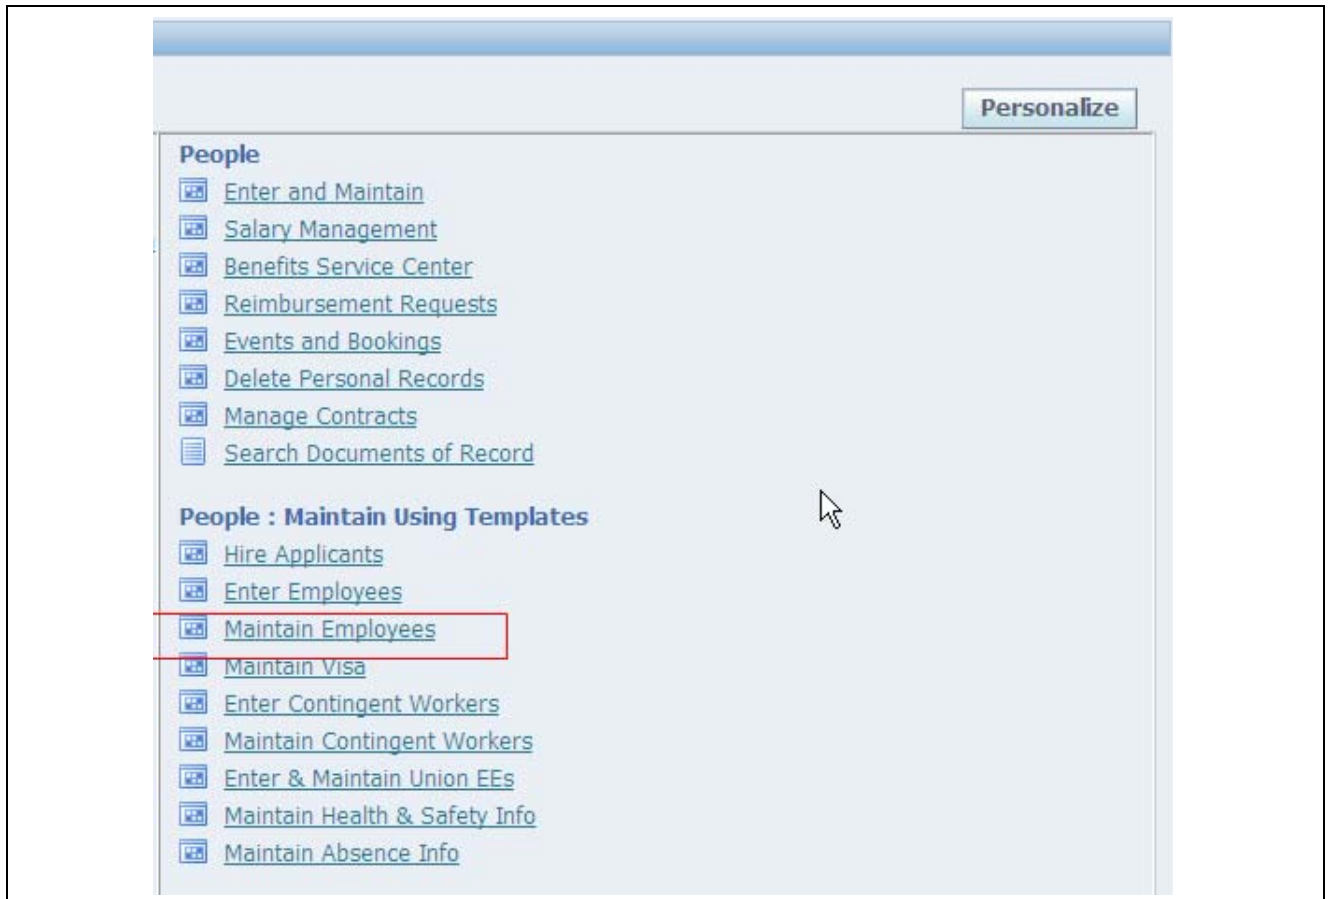 Personalize
People
Enter and Maintain
Salary Management
Benefits Service Center
Reimbursement Requests
Events and Bookings
Delete Personal Records
Manage Contracts
Search Documents of Record
People : Maintain Using Templates
Hire Applicants
Enter Employees
Maintain Employees
Maintain Visa
Enter Contingent Workers
Maintain Contingent Workers
Enter & Maintain Union EEs
Maintain Health & Safety Info
Maintain Absence Info